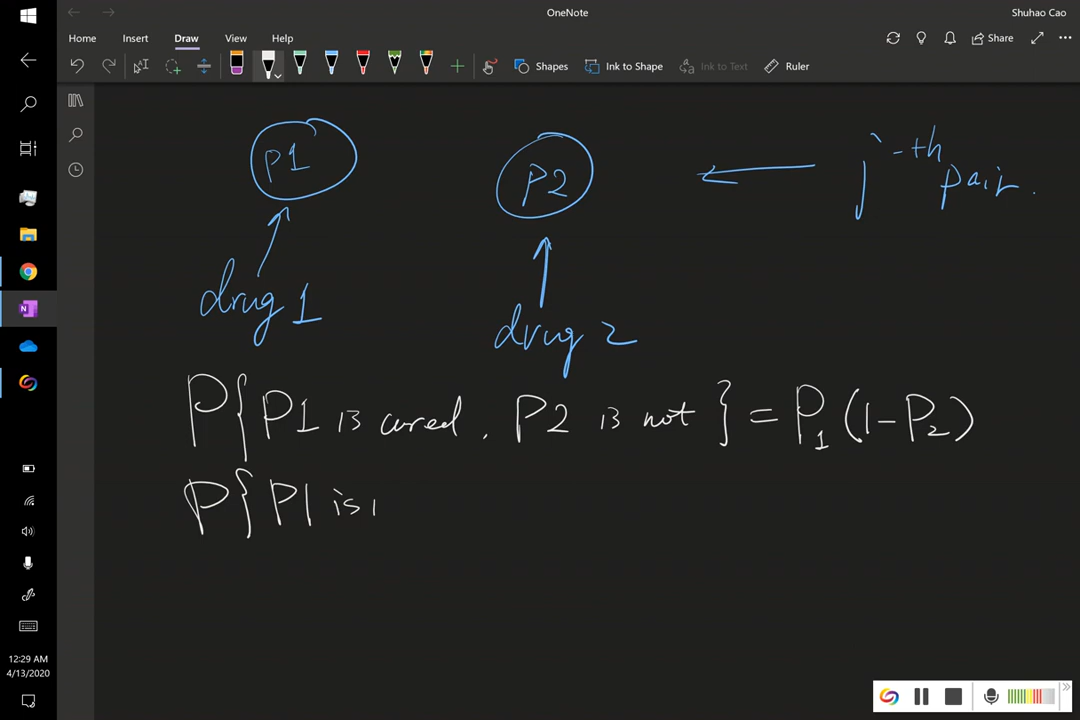 OneNote
Shuhao Cao
Home Insert Draw View Help
Shapes Ink to Shape Ink to Text Ruler Share
P1
P2
j-th pair.
drug 1
drug 2
P{P1 is cured. P2 is not} = P_1(1-P_2)
P{P1 is
12:29 AM
4/13/2020